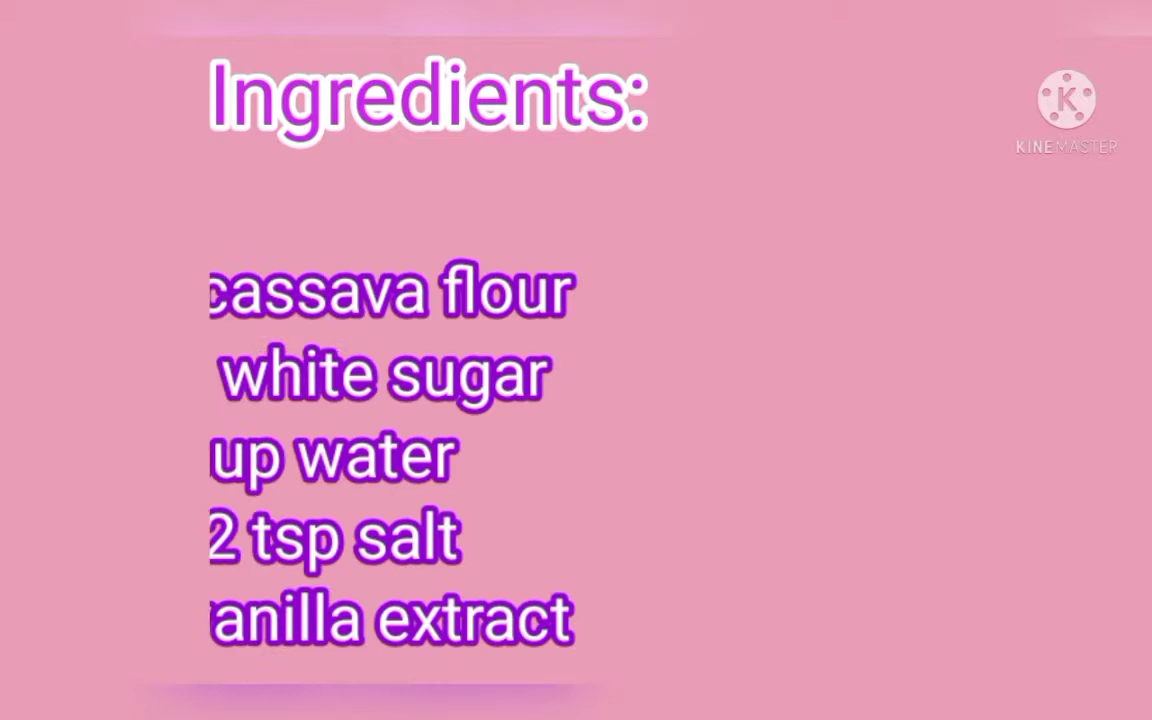 Ingredients:
KINEMASTER
cassava flour
white sugar
up water
2 tsp salt
anilla extract